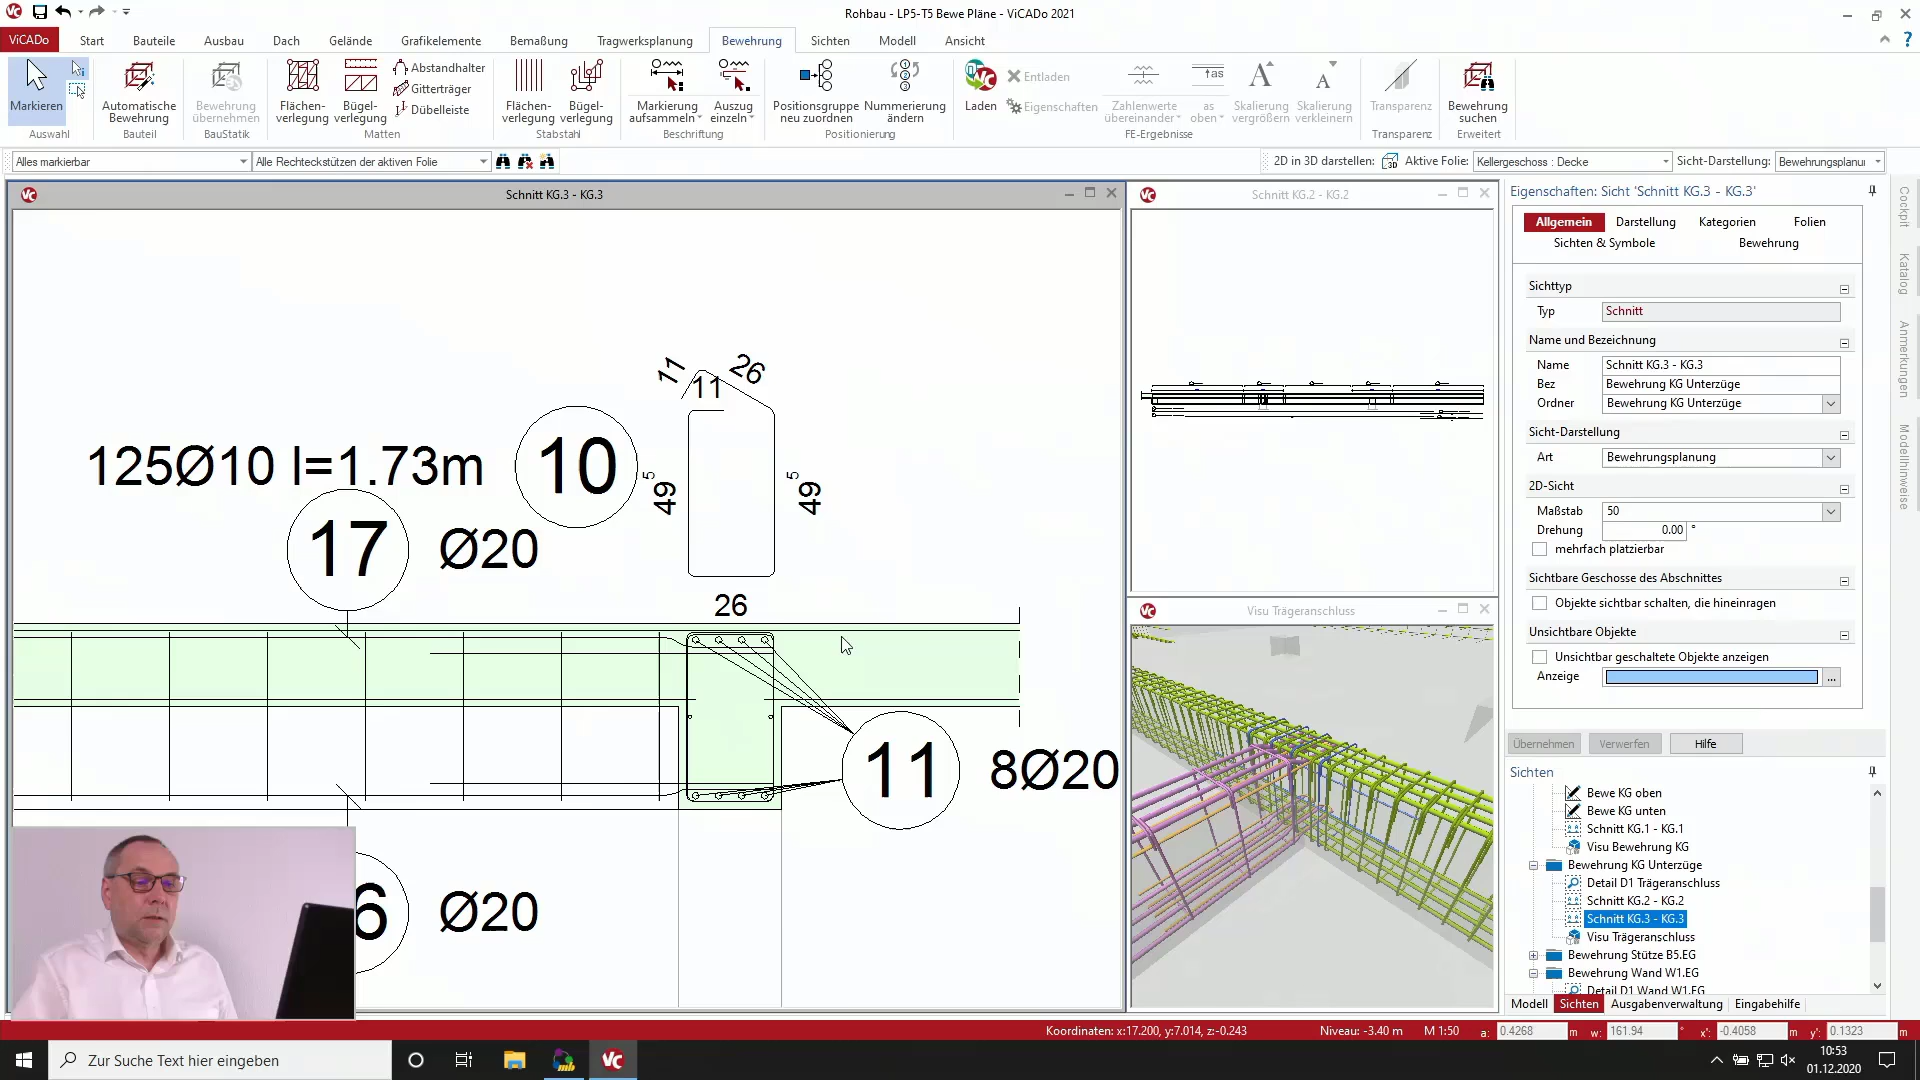 Rohbau - LP5-T5 Bewe Pläne - ViCADo 2021
ViCADo Start Bauteile Ausbau Dach Gelände Grafikelemente Bemaßung Tragwerksplanung Bewehrung Sichten Modell Ansicht
Markieren
Auswahl
Automatische Bewehrung
Bauteil
Bewehrung übernehmen
BauStatik
Flächen-verlegung
Bügel-verlegung
Abstandhalter
Gitterträger
Dübelleiste
Matten
Flächen-verlegung
Bügel-verlegung
Stabstahl
Markierung aufsammeln
Auszug einzeln
Beschriftung
Positionsgruppe neu zuordnen
Nummerierung ändern
Positionierung
Laden
Entladen
Eigenschaften
Zahlenwerte übereinander
as oben
Skalierung vergrößern
Skalierung verkleinern
FE-Ergebnisse
Transparenz
Transparenz
Bewehrung suchen
Erweitert
Alles markierbar
Alle Rechteckstützen der aktiven Folie
2D in 3D darstellen:
Aktive Folie: Kellergeschoss : Decke
Sicht-Darstellung: Bewehrungsplanu
Schnitt KG.3 - KG.3
11
26
11
125Ø10 l=1.73m
10
49 5
49 5
17
Ø20
26
11
8Ø20
6
Ø20
Schnitt KG.2 - KG.2
Visu Trägeranschluss
Eigenschaften: Sicht 'Schnitt KG.3 - KG.3'
Allgemein Darstellung Kategorien Folien
Sichten & Symbole Bewehrung
Sichttyp
Typ Schnitt
Name und Bezeichnung
Name Schnitt KG.3 - KG.3
Bez Bewehrung KG Unterzüge
Ordner Bewehrung KG Unterzüge
Sicht-Darstellung
Art Bewehrungsplanung
2D-Sicht
Maßstab 50
Drehung 0.00 °
mehrfach platzierbar
Sichtbare Geschosse des Abschnittes
Objekte sichtbar schalten, die hineinragen
Unsichtbare Objekte
Unsichtbar geschaltete Objekte anzeigen
Anzeige ...
Übernehmen Verwerfen Hilfe
Sichten
Bewe KG oben
Bewe KG unten
Schnitt KG.1 - KG.1
Visu Bewehrung KG
Bewehrung KG Unterzüge
Detail D1 Trägeranschluss
Schnitt KG.2 - KG.2
Schnitt KG.3 - KG.3
Visu Trägeranschluss
Bewehrung Stütze B5.EG
Bewehrung Wand W1.EG
Detail D1 Wand W1.EG
Modell Sichten Ausgabenverwaltung Eingabehilfe
Cockpit
Katalog
Anmerkungen
Modellhinweise
Koordinaten: x:17.200, y:7.014, z:-0.243 Niveau: -3.40 m M 1:50 a: 0.4268 m w: 161.94 ° x': -0.4058 m y': 0.1323 m
Zur Suche Text hier eingeben
10:53
01.12.2020